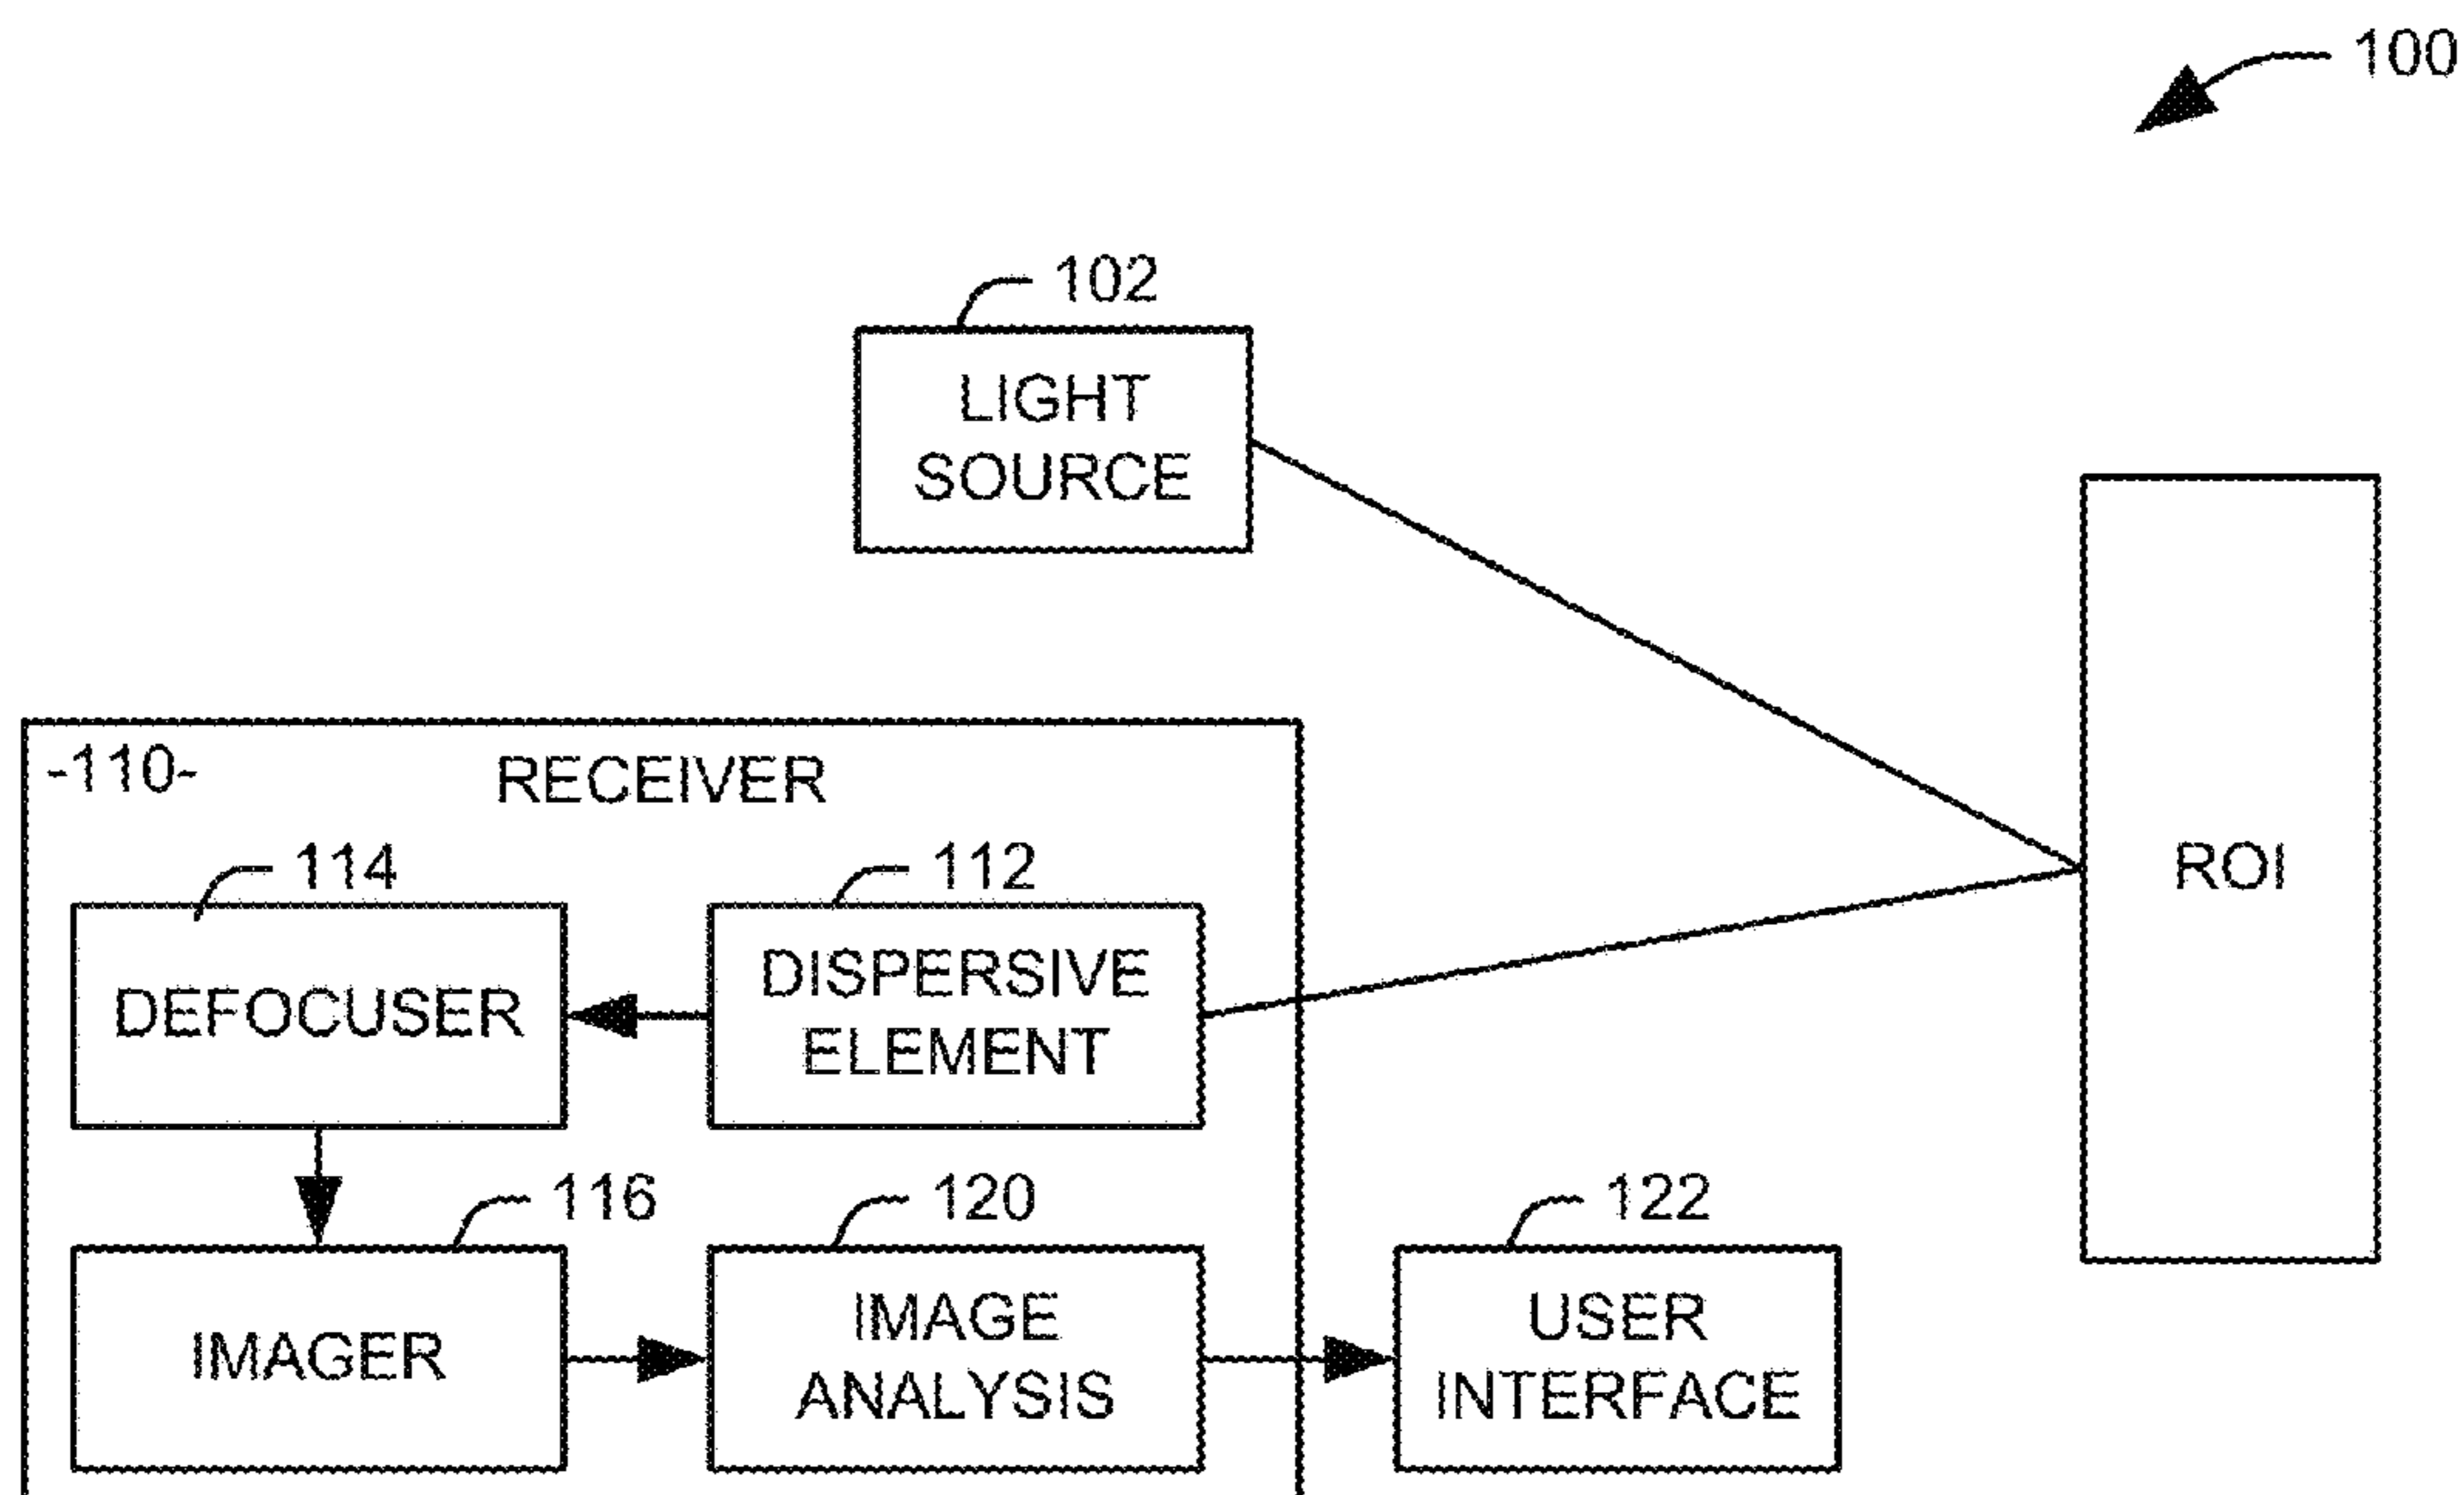 100
102
LIGHT
SOURCE
-110-
RECEIVER
114
112
DEFOCUSER
DISPERSIVE
ELEMENT
ROI
116
120
122
IMAGER
IMAGE
ANALYSIS
USER
INTERFACE